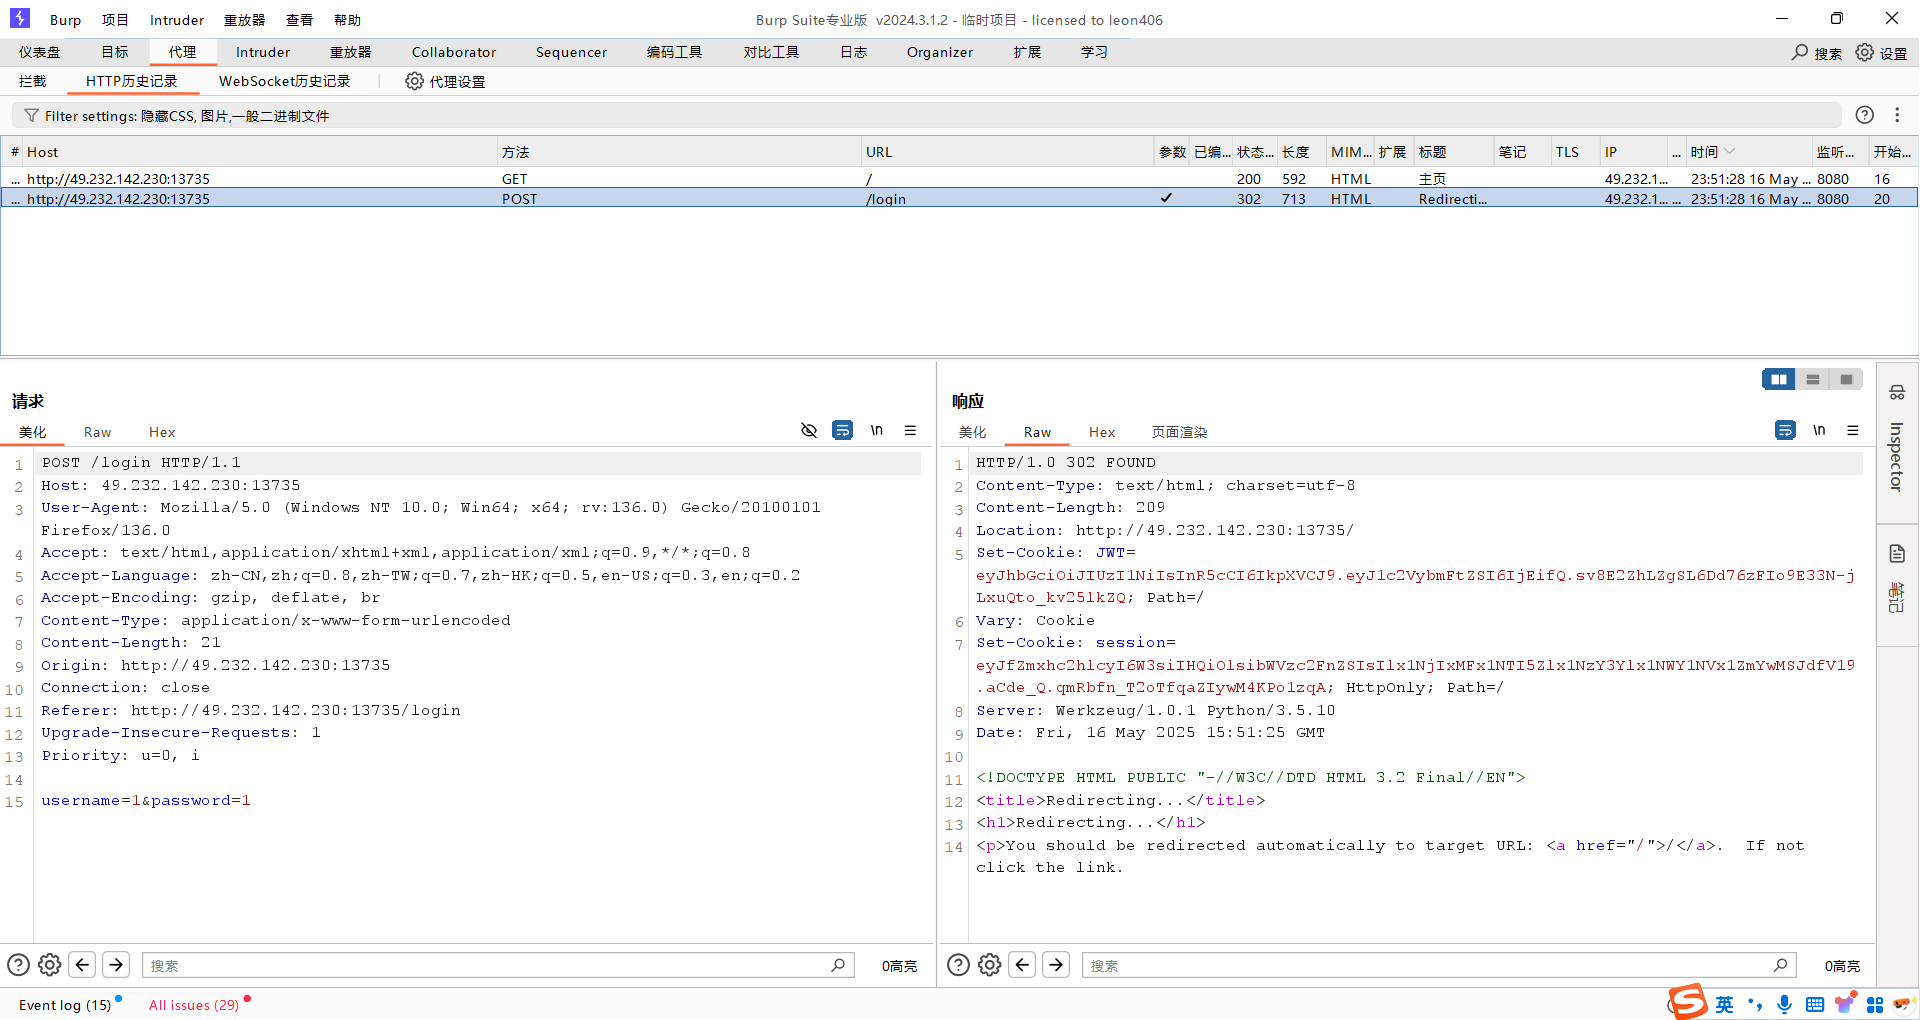 Burp 项目 Intruder 重放器 查看 帮助 Burp Suite专业版 v2024.3.1.2 - 临时项目 - licensed to leon406
仪表盘 目标 代理 Intruder 重放器 Collaborator Sequencer 编码工具 对比工具 日志 Organizer 扩展 学习 搜索 设置
拦截 HTTP历史记录 WebSocket历史记录 代理设置
Filter settings: 隐藏CSS, 图片,一般二进制文件
# Host 方法 URL 参数 已编... 状态... 长度 MIM... 扩展 标题 笔记 TLS IP ... 时间 监听... 开始...
... http://49.232.142.230:13735 GET / 200 592 HTML 主页 49.232.1... 23:51:28 16 May ... 8080 16
... http://49.232.142.230:13735 POST /login ✓ 302 713 HTML Redirecti... 49.232.1... ... 23:51:28 16 May ... 8080 20
请求
美化 Raw Hex \n
1 POST /login HTTP/1.1
2 Host: 49.232.142.230:13735
3 User-Agent: Mozilla/5.0 (Windows NT 10.0; Win64; x64; rv:136.0) Gecko/20100101
Firefox/136.0
4 Accept: text/html,application/xhtml+xml,application/xml;q=0.9,*/*;q=0.8
5 Accept-Language: zh-CN,zh;q=0.8,zh-TW;q=0.7,zh-HK;q=0.5,en-US;q=0.3,en;q=0.2
6 Accept-Encoding: gzip, deflate, br
7 Content-Type: application/x-www-form-urlencoded
8 Content-Length: 21
9 Origin: http://49.232.142.230:13735
10 Connection: close
11 Referer: http://49.232.142.230:13735/login
12 Upgrade-Insecure-Requests: 1
13 Priority: u=0, i
14
15 username=1&password=1
搜索 0高亮
响应
美化 Raw Hex 页面渲染 \n
1 HTTP/1.0 302 FOUND
2 Content-Type: text/html; charset=utf-8
3 Content-Length: 209
4 Location: http://49.232.142.230:13735/
5 Set-Cookie: JWT=
eyJhbGciOiJIUzI1NiIsInR5cCI6IkpXVCJ9.eyJ1c2VybmFtZSI6IjEifQ.sv8E2ZhLZgSL6Dd76zFIo9E33N-j
LxuQto_kv25lkZQ; Path=/
6 Vary: Cookie
7 Set-Cookie: session=
eyJfZmxhc2hlcyI6W3siIHQiOlsibWVzc2FnZSIsIlx1NjIxMFx1NTI5Zlx1NzY3Ylx1NWY1NVx1ZmYwMSJdfV19
.aCde_Q.qmRbfn_T2oTfqaZIywM4KPo1zqA; HttpOnly; Path=/
8 Server: Werkzeug/1.0.1 Python/3.5.10
9 Date: Fri, 16 May 2025 15:51:25 GMT
10
11 <!DOCTYPE HTML PUBLIC "-//W3C//DTD HTML 3.2 Final//EN">
12 <title>Redirecting...</title>
13 <h1>Redirecting...</h1>
14 <p>You should be redirected automatically to target URL: <a href="/">/</a>.  If not
click the link.
搜索 0高亮
Inspector
笔记
Event log (15) All issues (29) 英